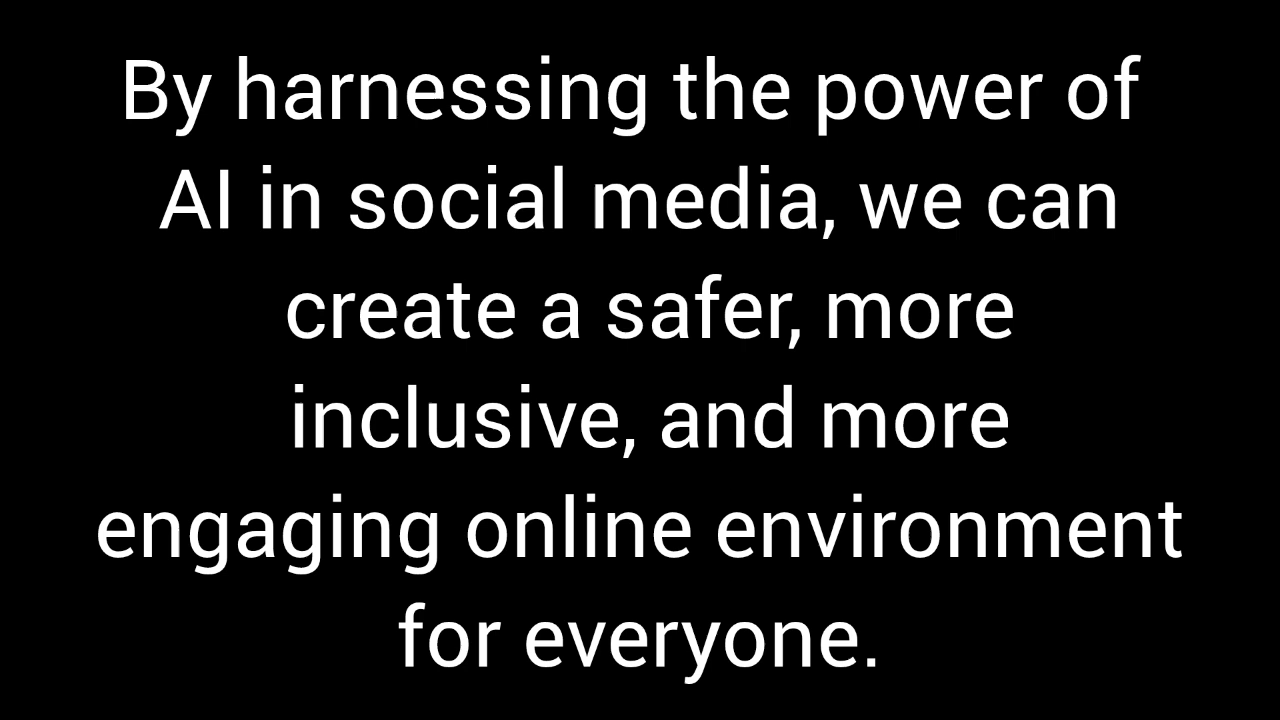 By harnessing the power of
AI in social media, we can
create a safer, more
inclusive, and more
engaging online environment
for everyone.